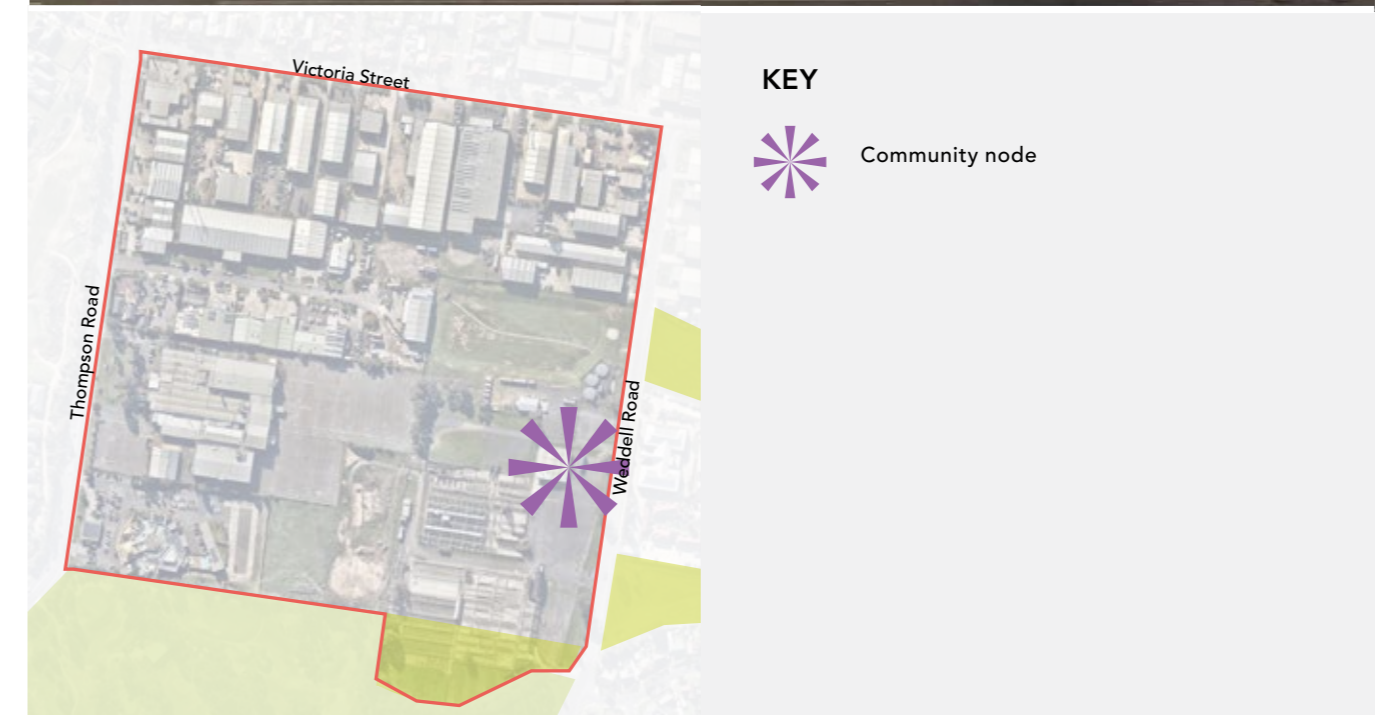 Victoria Street
Thompson Road
Weddell Road
KEY
Community node